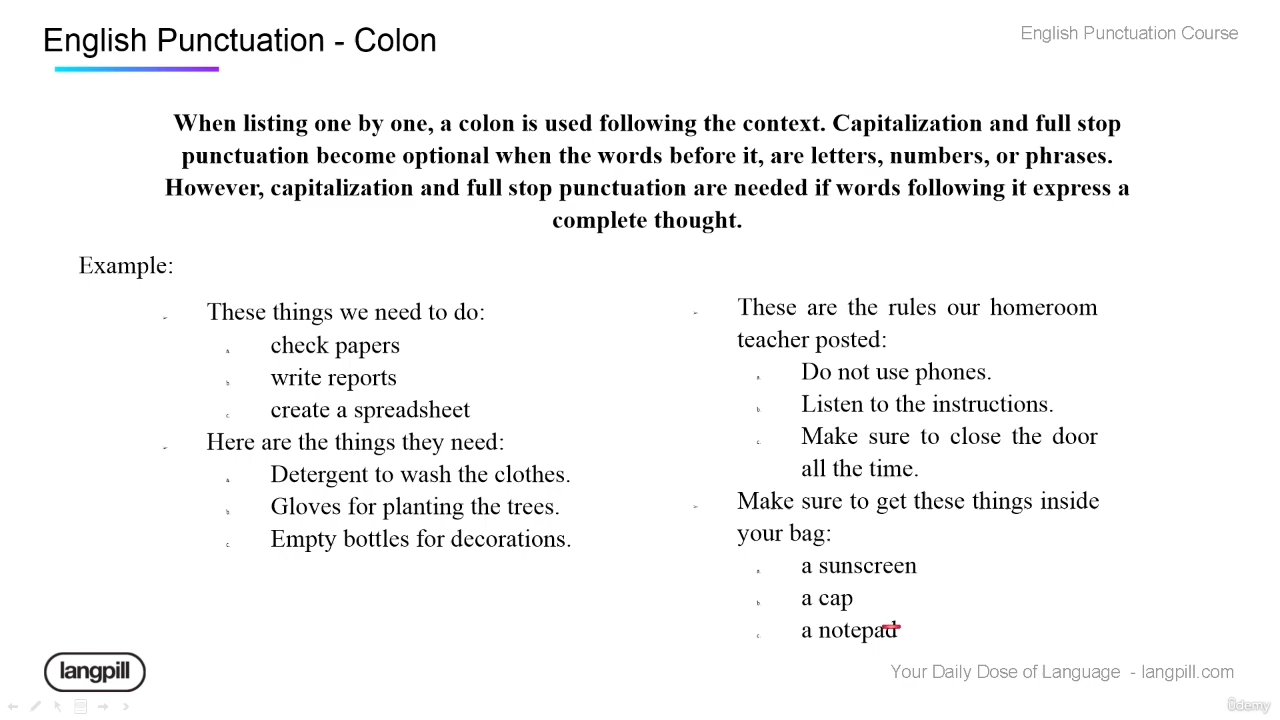 English Punctuation - Colon
English Punctuation Course
When listing one by one, a colon is used following the context. Capitalization and full stop
punctuation become optional when the words before it, are letters, numbers, or phrases.
However, capitalization and full stop punctuation are needed if words following it express a
complete thought.
Example:
These things we need to do:
a. check papers
b. write reports
c. create a spreadsheet
Here are the things they need:
a. Detergent to wash the clothes.
b. Gloves for planting the trees.
c. Empty bottles for decorations.
These are the rules our homeroom
teacher posted:
a. Do not use phones.
b. Listen to the instructions.
c. Make sure to close the door
all the time.
Make sure to get these things inside
your bag:
a. a sunscreen
b. a cap
c. a notepad
langpill
Your Daily Dose of Language - langpill.com
ûdemy